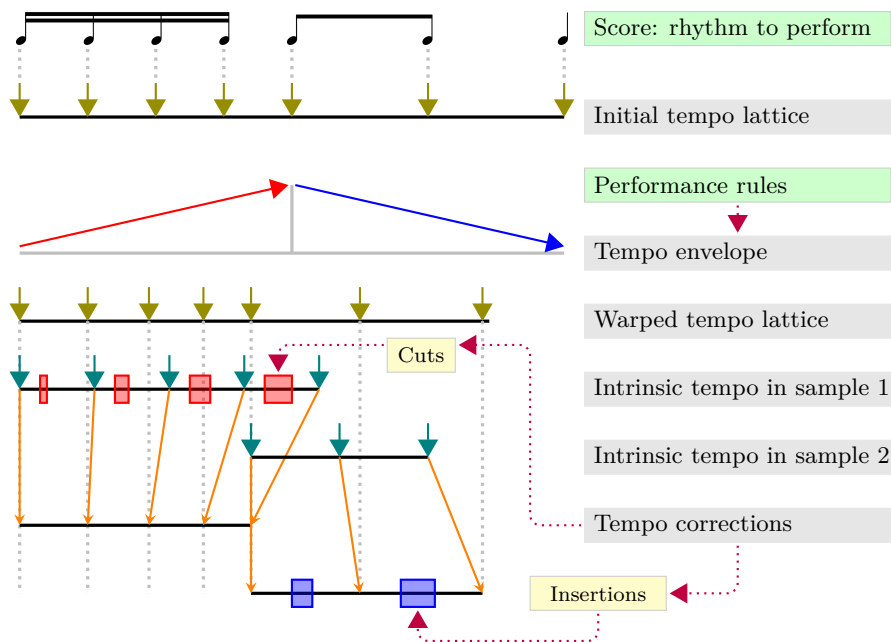 Score: rhythm to perform
Initial tempo lattice
Performance rules
Tempo envelope
Warped tempo lattice
Cuts
Intrinsic tempo in sample 1
Intrinsic tempo in sample 2
Tempo corrections
Insertions